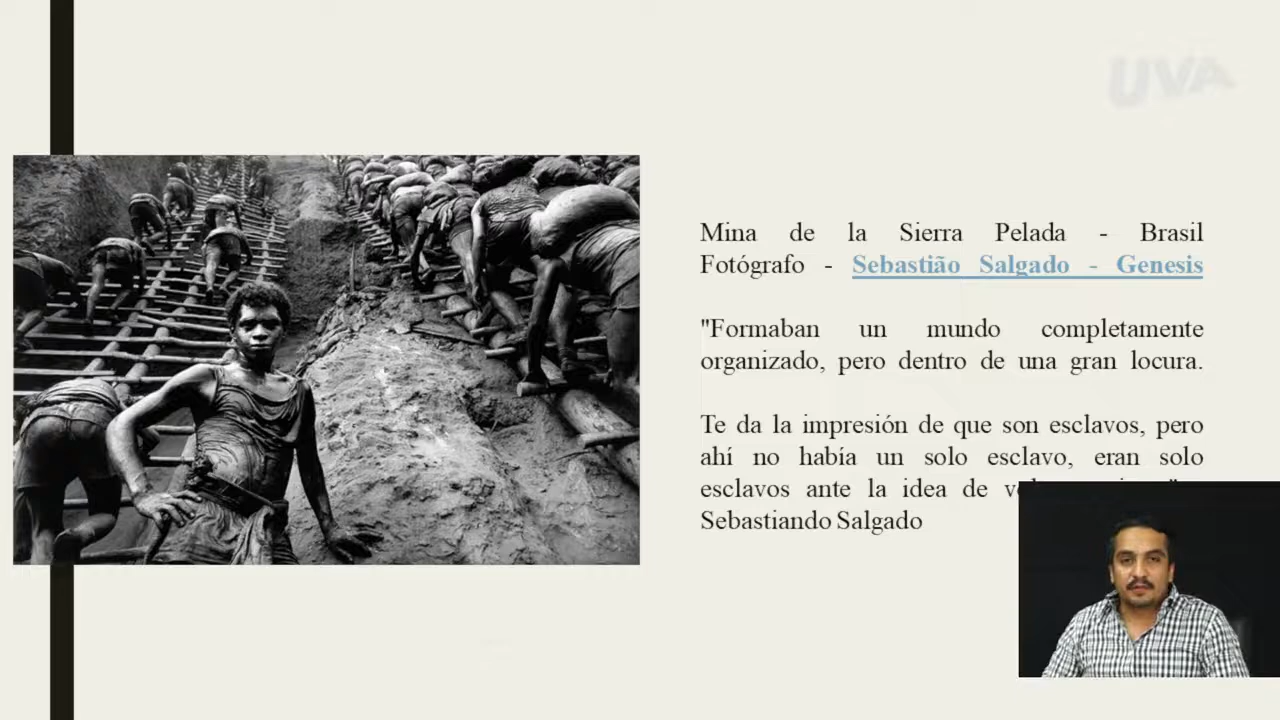 UVA
Mina de la Sierra Pelada - Brasil
Fotógrafo - Sebastião Salgado - Genesis
"Formaban un mundo completamente
organizado, pero dentro de una gran locura.
Te da la impresión de que son esclavos, pero
ahí no había un solo esclavo, eran solo
esclavos ante la idea de
Sebastiando Salgado